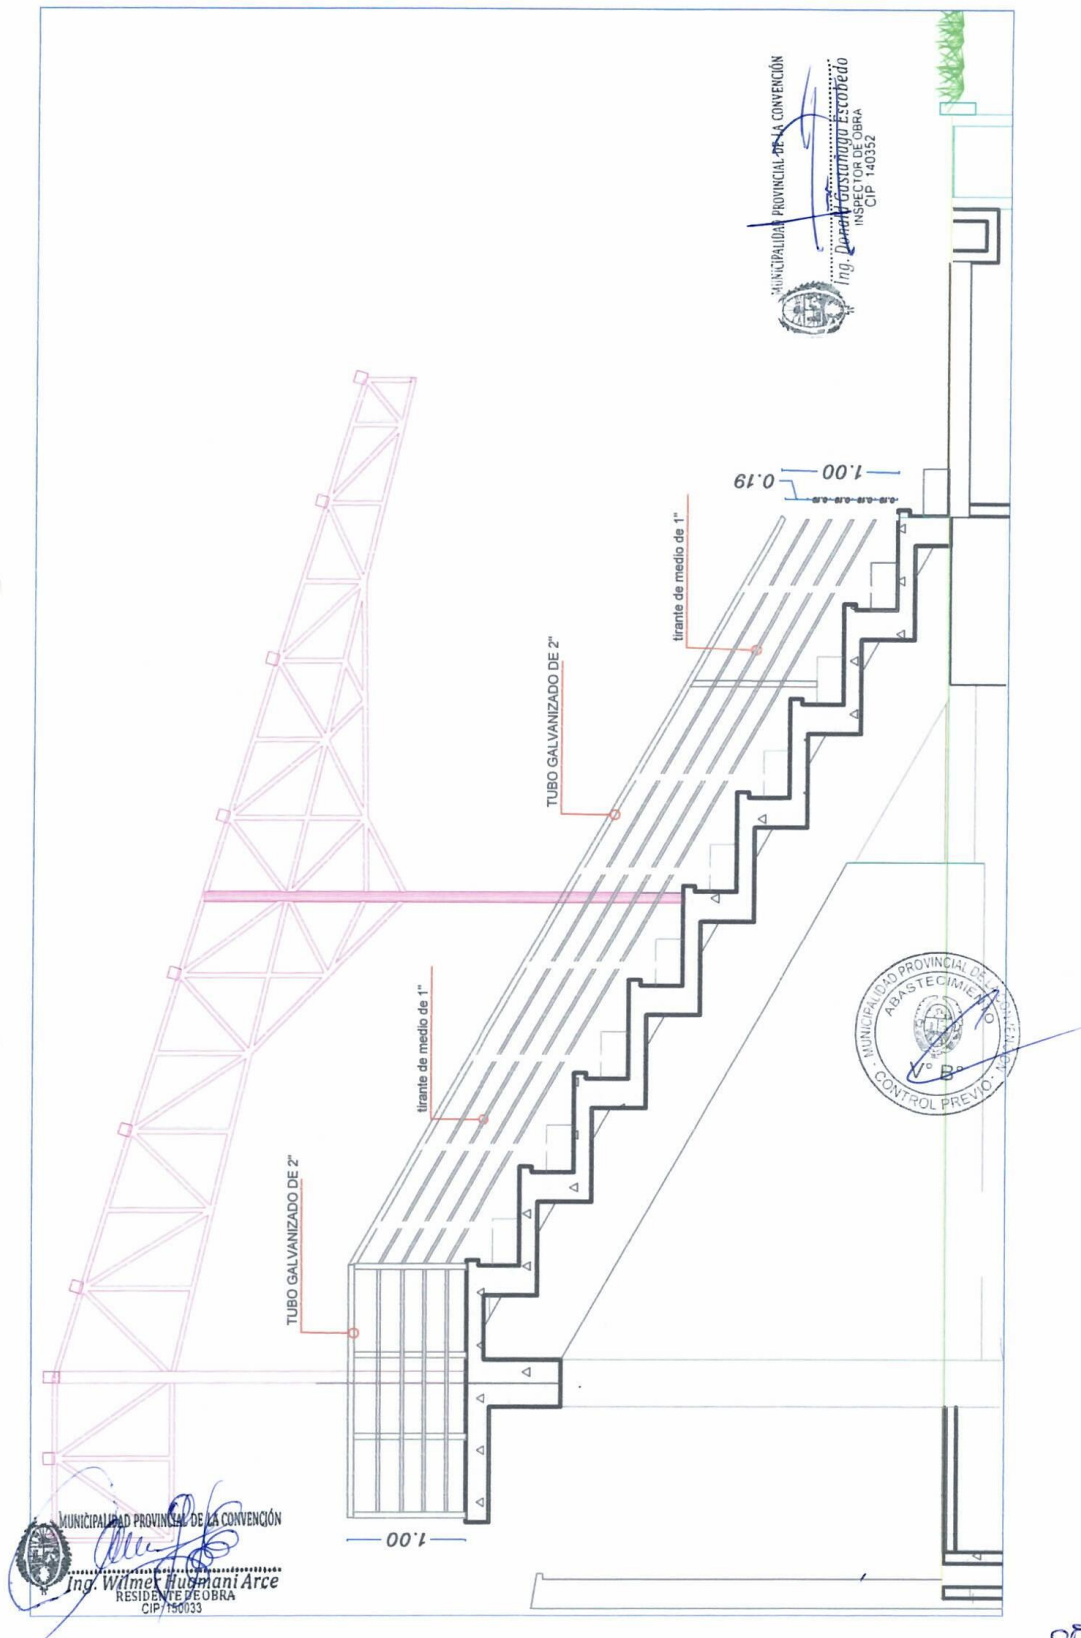 MUNICIPALIDAD PROVINCIAL DE LA CONVENCIÓN
Ing. Donald Gastañaga Escobedo
INSPECTOR DE OBRA
CIP 140352
0.19
1.00
tirante de medio de 1"
TUBO GALVANIZADO DE 2"
tirante de medio de 1"
TUBO GALVANIZADO DE 2"
1.00
MUNICIPALIDAD PROVINCIAL DE LA CONVENCIÓN
ABASTECIMIENTO
V° B°
CONTROL PREVIO
MUNICIPALIDAD PROVINCIAL DE LA CONVENCIÓN
Ing. Wilmer Huamani Arce
RESIDENTE DE OBRA
CIP: 150033